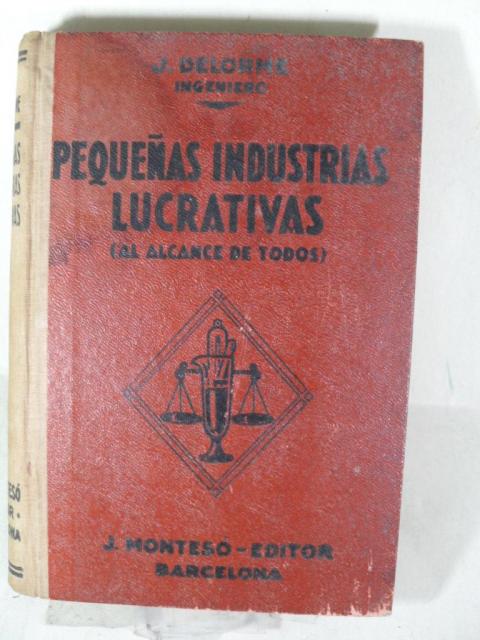 J. DELORME
INGENIERO
PEQUEÑAS INDUSTRIAS
LUCRATIVAS
(AL ALCANCE DE TODOS)
J. MONTESÓ - EDITOR
BARCELONA